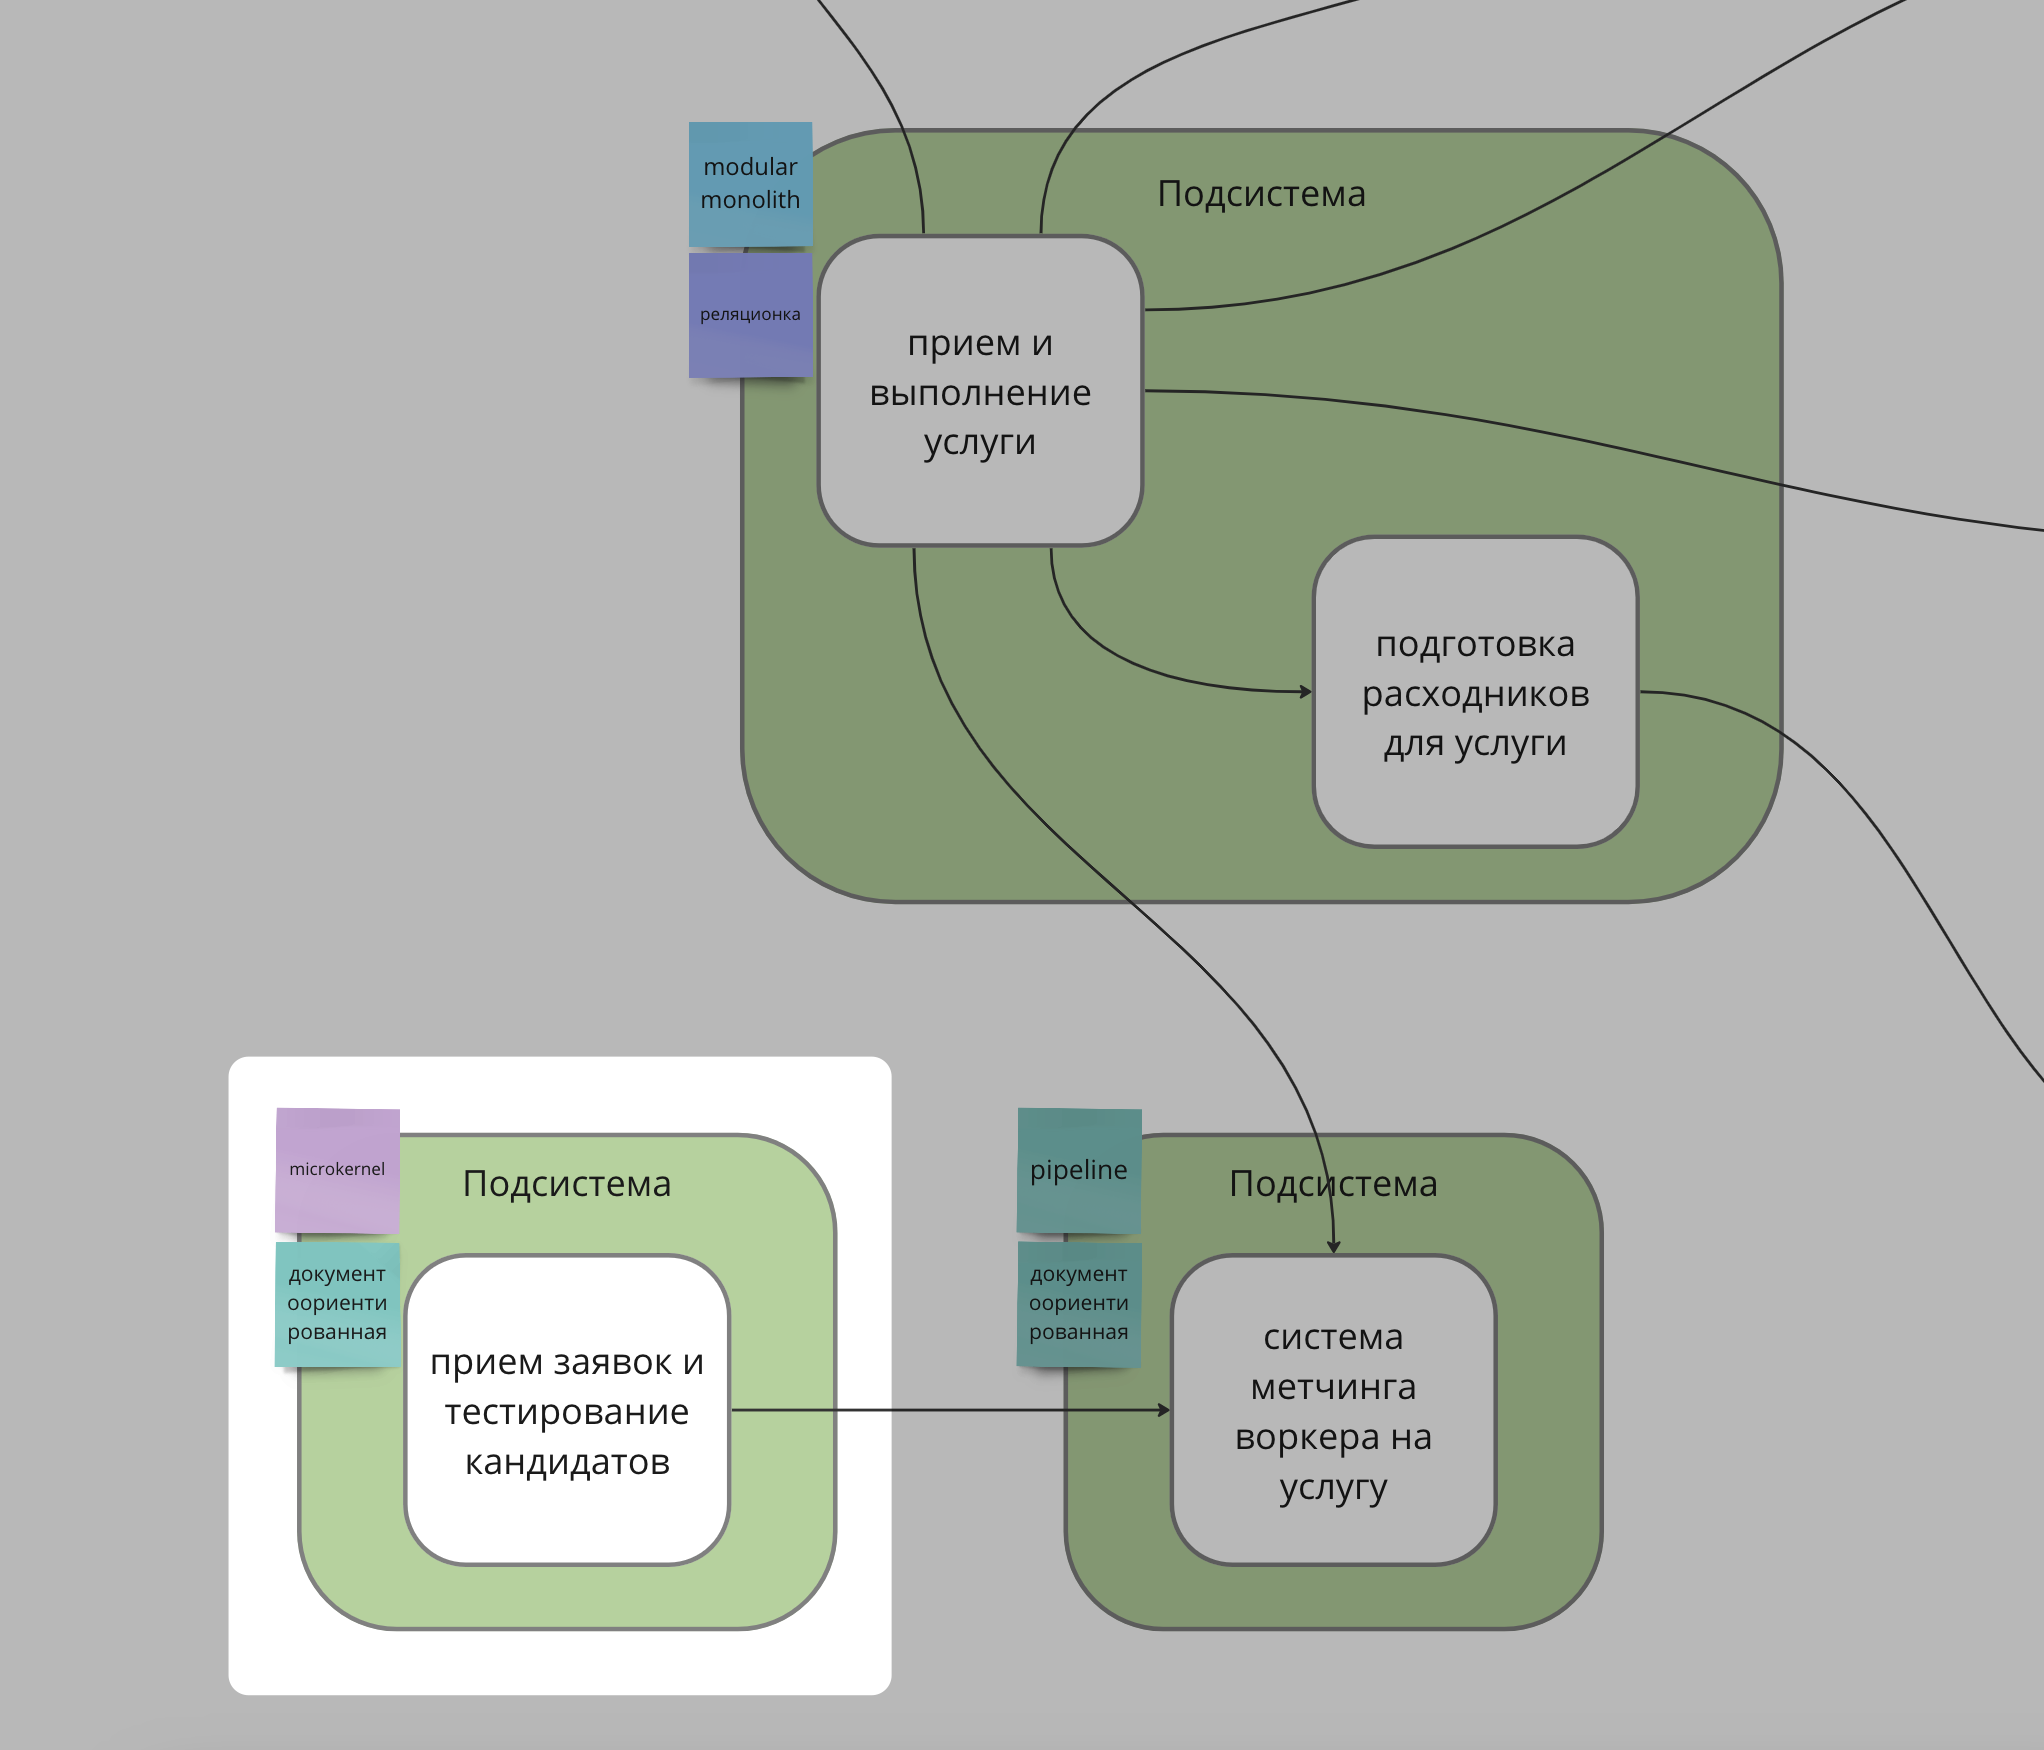 modular
monolith
реляционка
Подсистема
прием и
выполнение
услуги
подготовка
расходников
для услуги
microkernel
документ
оориенти
рованная
Подсистема
прием заявок и
тестирование
кандидатов
pipeline
документ
оориенти
рованная
Подсистема
система
метчинга
воркера на
услугу